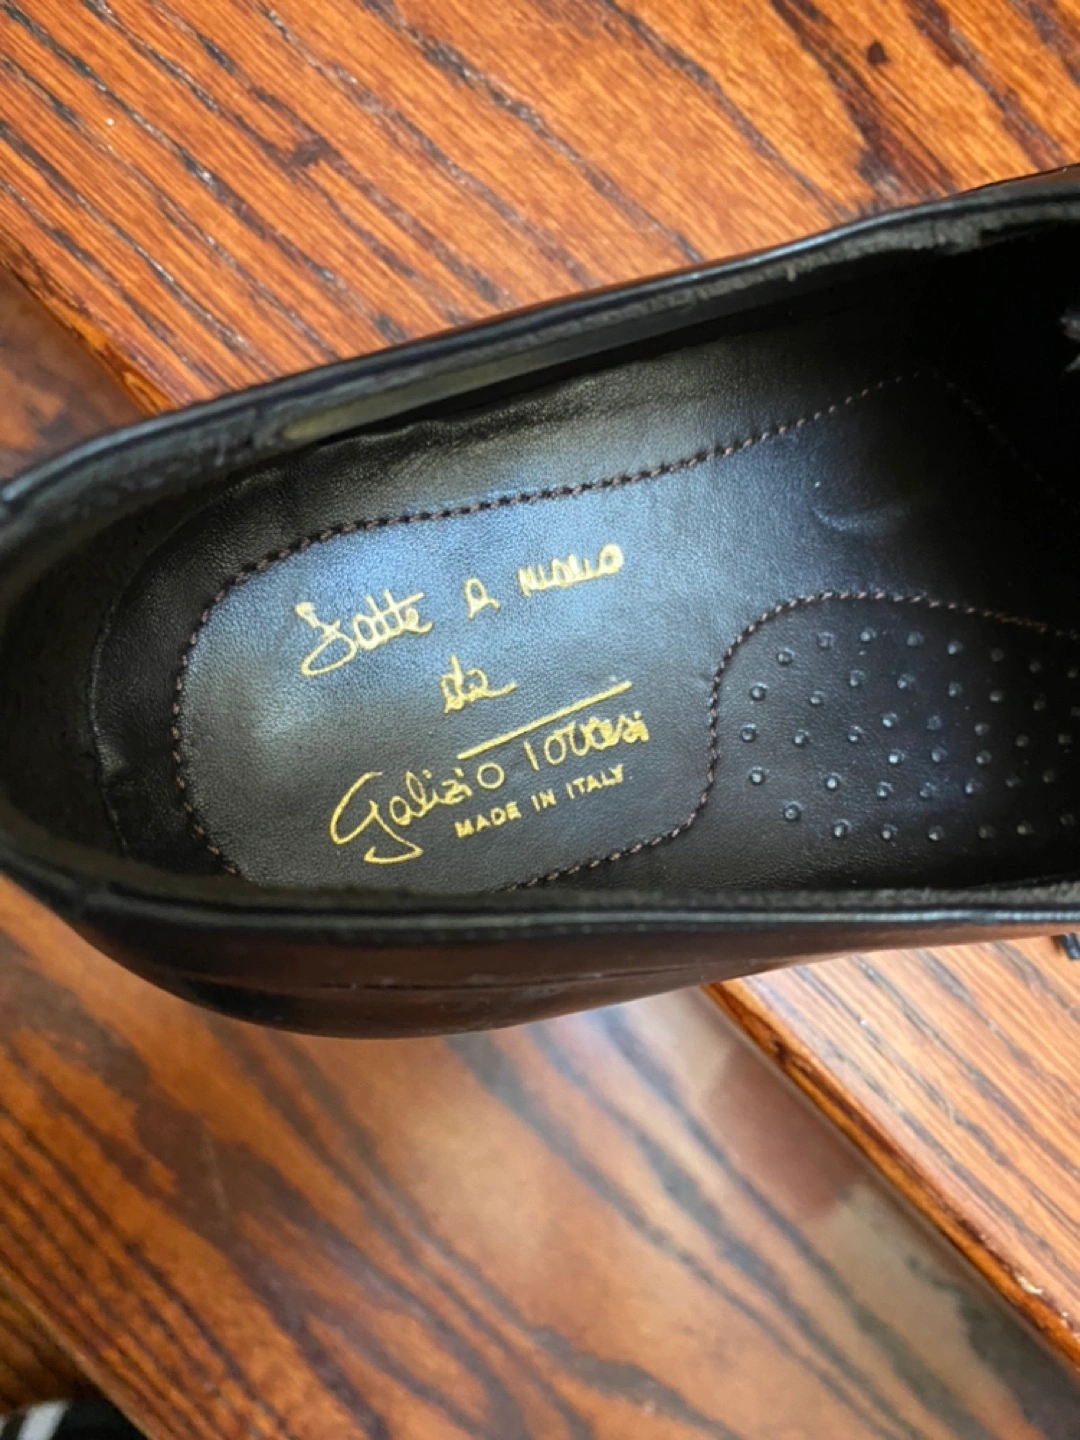 Fatte a mano
da
Galizio Torresi
MADE IN ITALY